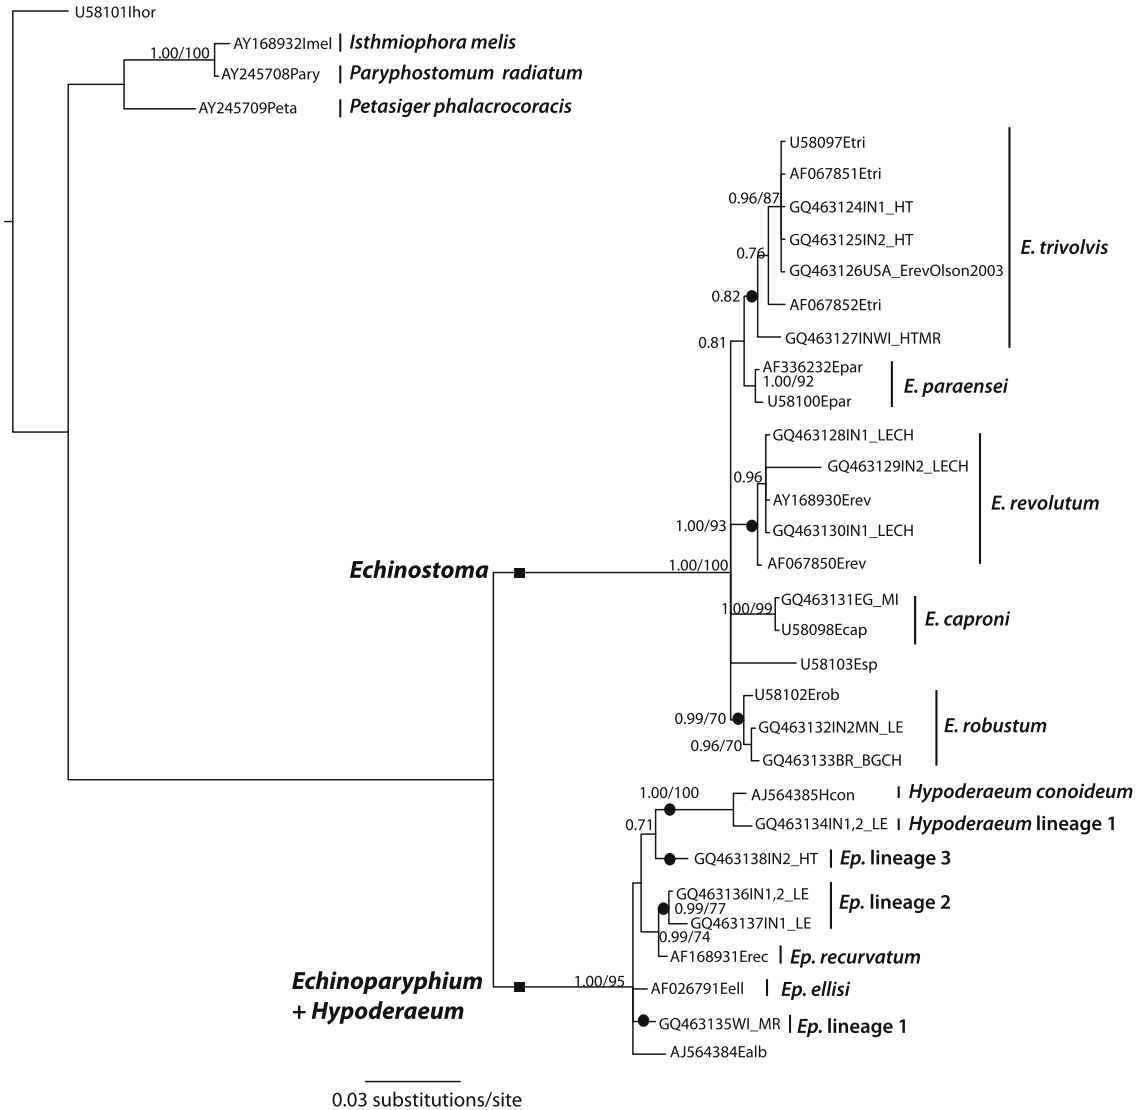 U58101Ihor
1.00/100
AY168932Imel
Isthmiophora melis
AY245708Pary
Paryphostomum radiatum
AY245709Peta
Petasiger phalacrocoracis
U58097Etri
AF067851Etri
0.96/87
GQ463124IN1_HT
GQ463125IN2_HT
E. trivolvis
0.76
GQ463126USA_ErevOlson2003
0.82
AF067852Etri
GQ463127INWI_HTMR
0.81
AF336232Epar
1.00/92
E. paraensei
U58100Epar
GQ463128IN1_LECH
GQ463129IN2_LECH
0.96
AY168930Erev
E. revolutum
1.00/93
GQ463130IN1_LECH
AF067850Erev
Echinostoma
1.00/100
GQ463131EG_MI
1.00/99
E. caproni
U58098Ecap
U58103Esp
U58102Erob
0.99/70
GQ463132IN2MN_LE
E. robustum
0.96/70
GQ463133BR_BGCH
1.00/100
AJ564385Hcon
Hypoderaeum conoideum
0.71
GQ463134IN1,2_LE
Hypoderaeum lineage 1
GQ463138IN2_HT
Ep. lineage 3
GQ463136IN1,2_LE
0.99/77
Ep. lineage 2
GQ463137IN1_LE
0.99/74
AF168931Erec
Ep. recurvatum
Echinoparyphium
+ Hypoderaeum
1.00/95
AF026791Eell
Ep. ellisi
GQ463135WI_MR
Ep. lineage 1
AJ564384Ealb
0.03 substitutions/site